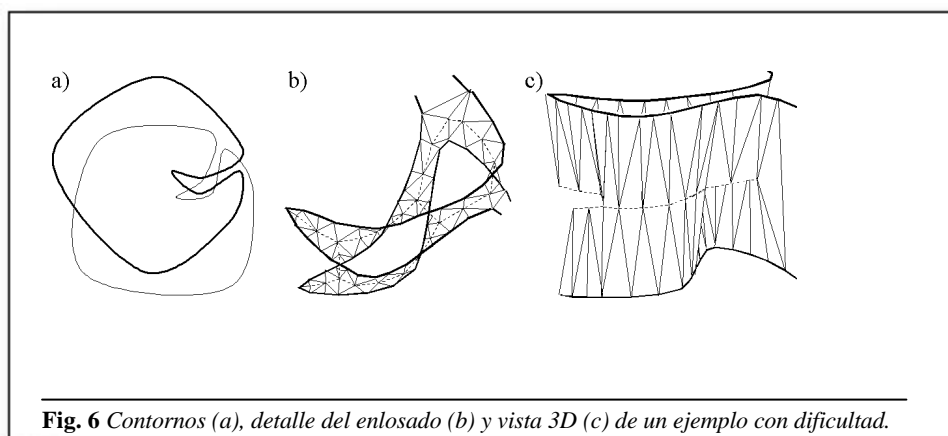 a)
b)
c)
Fig. 6 Contornos (a), detalle del enlosado (b) y vista 3D (c) de un ejemplo con dificultad.